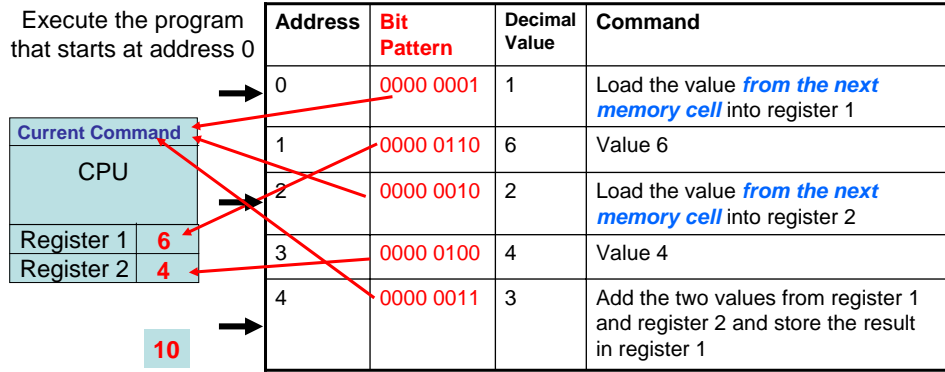 Execute the program
that starts at address 0
Current Command
CPU
Register 1 6
Register 2 4
10
Address Bit Pattern Decimal Value Command
0 0000 0001 1 Load the value from the next
memory cell into register 1
1 0000 0110 6 Value 6
2 0000 0010 2 Load the value from the next
memory cell into register 2
3 0000 0100 4 Value 4
4 0000 0011 3 Add the two values from register 1
and register 2 and store the result
in register 1